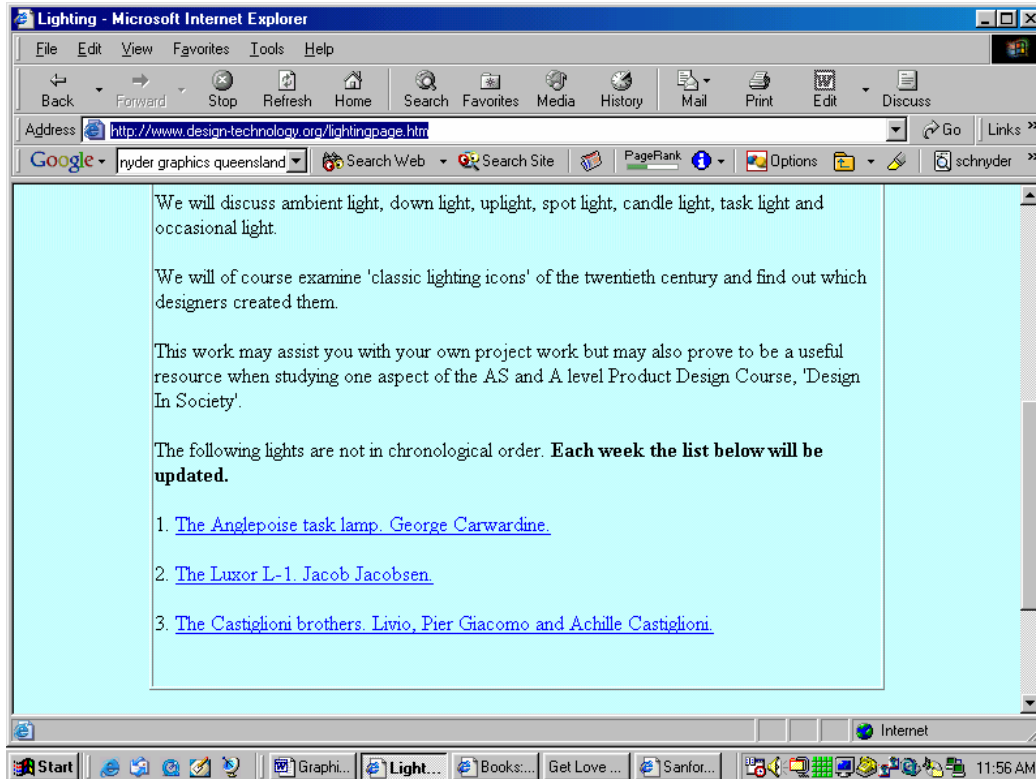 Lighting - Microsoft Internet Explorer
File Edit View Favorites Tools Help
Back Forward Stop Refresh Home Search Favorites Media History Mail Print Edit Discuss
Address http://www.design-technology.org/lightingpage.htm Go Links »
Google nyder graphics queensland Search Web Search Site PageRank Options schnyder »
We will discuss ambient light, down light, uplight, spot light, candle light, task light and
occasional light.
We will of course examine 'classic lighting icons' of the twentieth century and find out which
designers created them.
This work may assist you with your own project work but may also prove to be a useful
resource when studying one aspect of the AS and A level Product Design Course, 'Design
In Society'.
The following lights are not in chronological order. Each week the list below will be
updated.
1. The Anglepoise task lamp. George Carwardine.
2. The Luxor L-1. Jacob Jacobsen.
3. The Castiglioni brothers. Livio, Pier Giacomo and Achille Castiglioni.
Internet
Start Graphi... Light... Books:... Get Love ... Sanfor... 11:56 AM